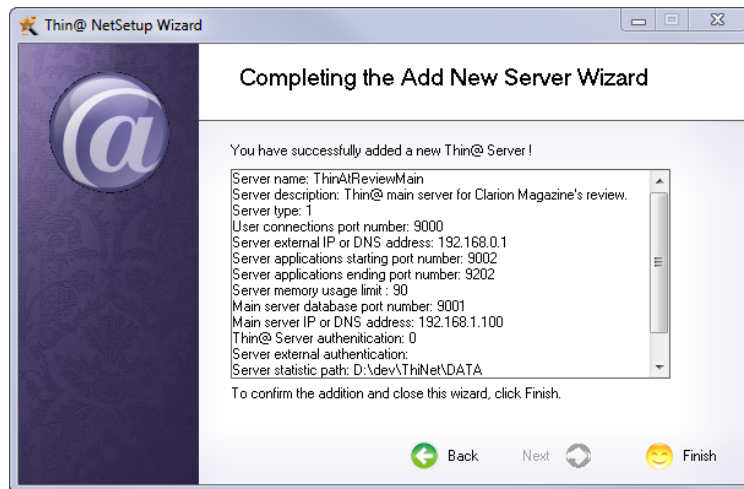 Thin@ NetSetup Wizard
Completing the Add New Server Wizard
You have successfully added a new Thin@ Server !
Server name: ThinAtReviewMain
Server description: Thin@ main server for Clarion Magazine's review.
Server type: 1
User connections port number: 9000
Server external IP or DNS address: 192.168.0.1
Server applications starting port number: 9002
Server applications ending port number: 9202
Server memory usage limit : 90
Main server database port number: 9001
Main server IP or DNS address: 192.168.1.100
Thin@ Server authenitication: 0
Server external authentication:
Server statistic path: D:\dev\ThiNet\DATA
To confirm the addition and close this wizard, click Finish.
Back Next Finish